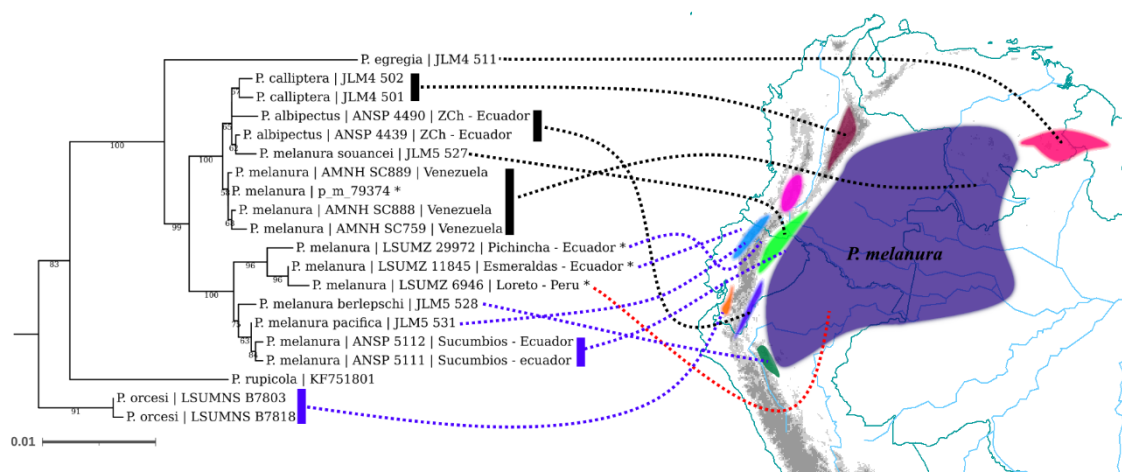 P. egregia | JLM4 511
P. calliptera | JLM4 502
57
P. calliptera | JLM4 501
P. albipectus | ANSP 4490 | ZCh - Ecuador
65
P. albipectus | ANSP 4439 | ZCh - Ecuador
100
62
100
P. melanura souancei | JLM5 527
P. melanura | AMNH SC889 | Venezuela
P. melanura | p_m_79374 *
P. melanura | AMNH SC888 | Venezuela
99
P. melanura | AMNH SC759 | Venezuela
P. melanura | LSUMZ 29972 | Pichincha - Ecuador *
P. melanura
83
96
P. melanura | LSUMZ 11845 | Esmeraldas - Ecuador *
96
P. melanura | LSUMZ 6946 | Loreto - Peru *
100
P. melanura berlepschi | JLM5 528
P. melanura pacifica | JLM5 531
63
P. melanura | ANSP 5112 | Sucumbios - Ecuador
P. melanura | ANSP 5111 | Sucumbios - ecuador
P. rupicola | KF751801
P. orcesi | LSUMNS B7803
91
P. orcesi | LSUMNS B7818
0.01